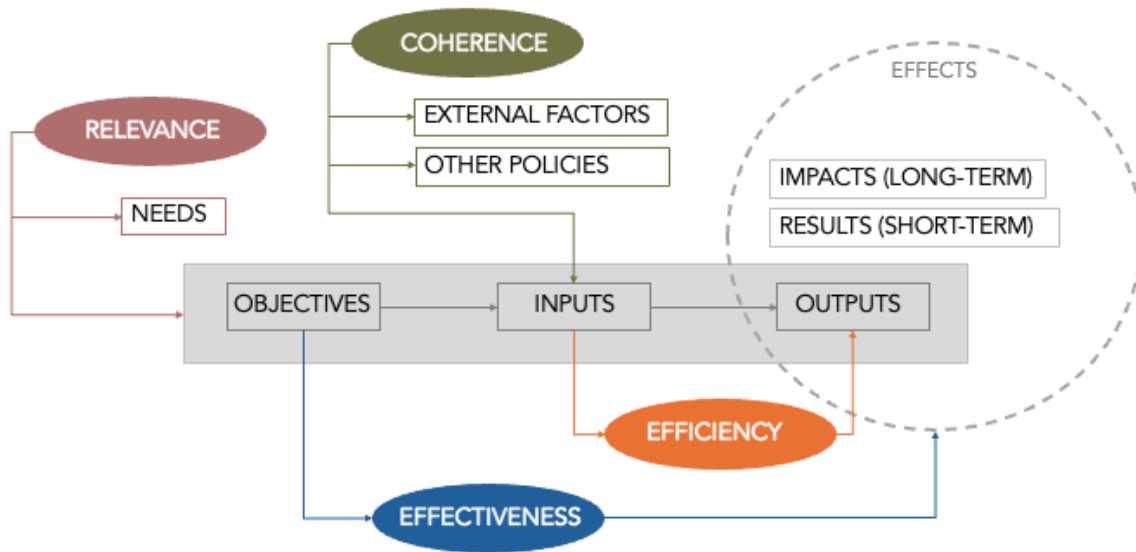 COHERENCE
EFFECTS
EXTERNAL FACTORS
RELEVANCE
OTHER POLICIES
IMPACTS (LONG-TERM)
NEEDS
RESULTS (SHORT-TERM)
OBJECTIVES
INPUTS
OUTPUTS
EFFICIENCY
EFFECTIVENESS